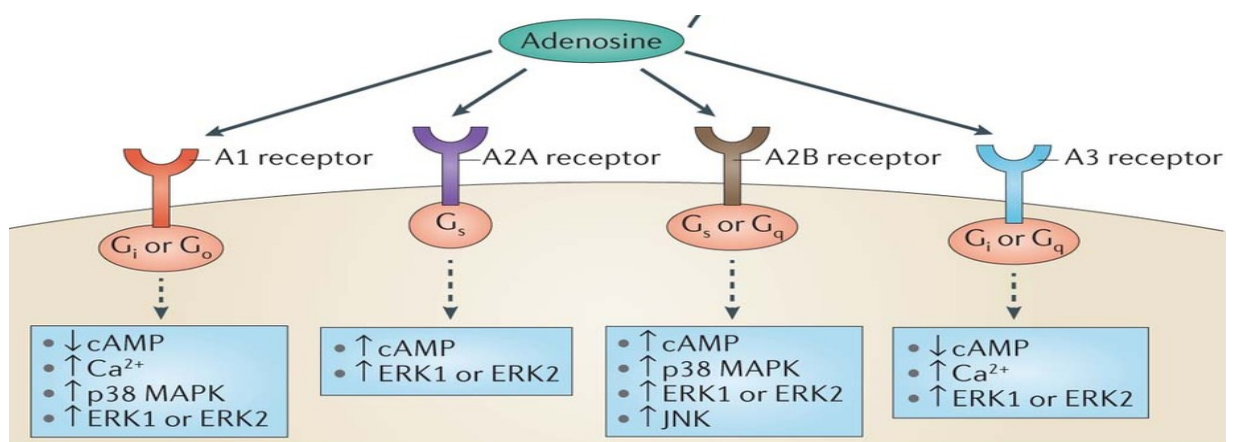 Adenosine
A1 receptor
A2A receptor
A2B receptor
A3 receptor
Gi or Go
Gs
Gs or Gq
Gi or Gq
• ↓ cAMP
• ↑ Ca²⁺
• ↑ p38 MAPK
• ↑ ERK1 or ERK2
• ↑ cAMP
• ↑ ERK1 or ERK2
• ↑ cAMP
• ↑ p38 MAPK
• ↑ ERK1 or ERK2
• ↑ JNK
• ↓ cAMP
• ↑ Ca²⁺
• ↑ ERK1 or ERK2